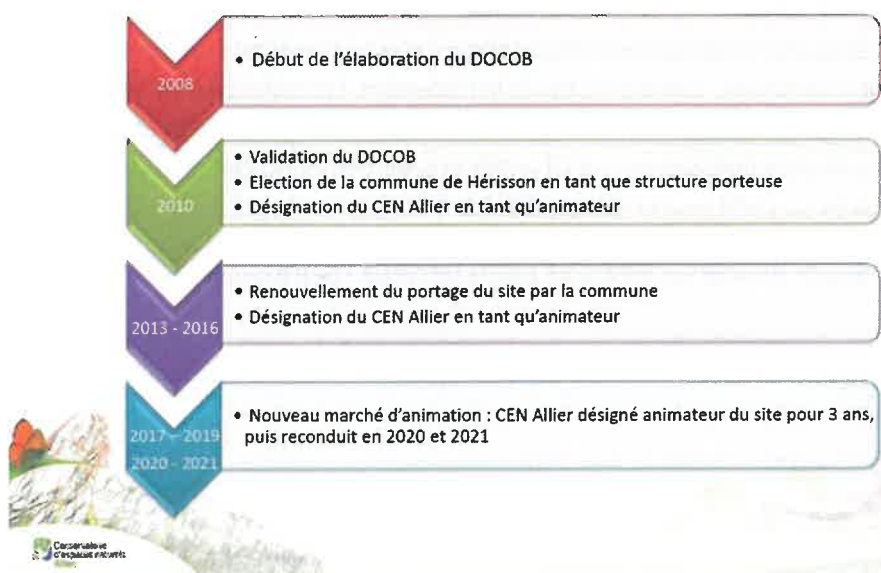 2008
• Début de l'élaboration du DOCOB
2010
• Validation du DOCOB
• Election de la commune de Hérisson en tant que structure porteuse
• Désignation du CEN Allier en tant qu'animateur
2013 - 2016
• Renouvellement du portage du site par la commune
• Désignation du CEN Allier en tant qu'animateur
2017 – 2019
2020 - 2021
• Nouveau marché d'animation : CEN Allier désigné animateur du site pour 3 ans,
puis reconduit en 2020 et 2021
Conservatoire
d'espaces naturels